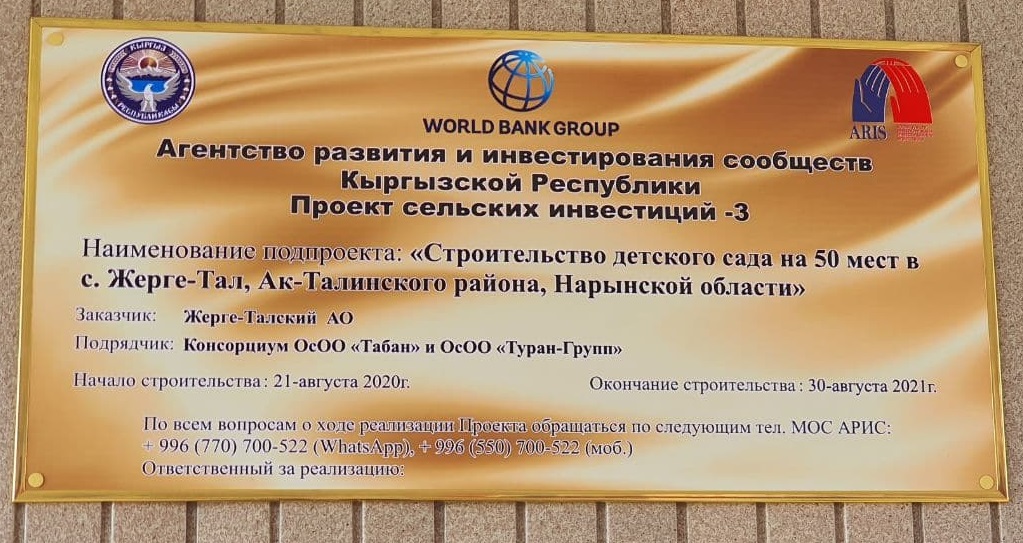 КЫРГЫЗ
РЕСПУБЛИКАСЫ
WORLD BANK GROUP
ARIS
Агентство развития и инвестирования сообществ
Кыргызской Республики
Проект сельских инвестиций -3
Наименование подпроекта: «Строительство детского сада на 50 мест в
с. Жерге-Тал, Ак-Талинского района, Нарынской области»
Заказчик: Жерге-Талский АО
Подрядчик: Консорциум ОсОО «Табан» и ОсОО «Туран-Групп»
Начало строительства : 21-августа 2020г. Окончание строительства : 30-августа 2021г.
По всем вопросам о ходе реализации Проекта обращаться по следующим тел. МОС АРИС:
+ 996 (770) 700-522 (WhatsApp), + 996 (550) 700-522 (моб.)
Ответственный за реализацию: